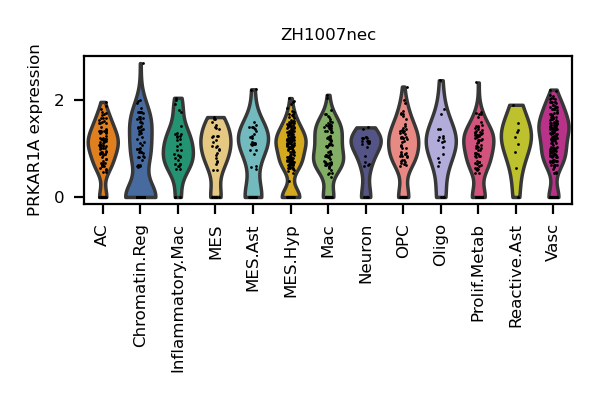 ZH1007nec
PRKAR1A expression
2
0
AC
Chromatin.Reg
Inflammatory.Mac
MES
MES.Ast
MES.Hyp
Mac
Neuron
OPC
Oligo
Prolif.Metab
Reactive.Ast
Vasc